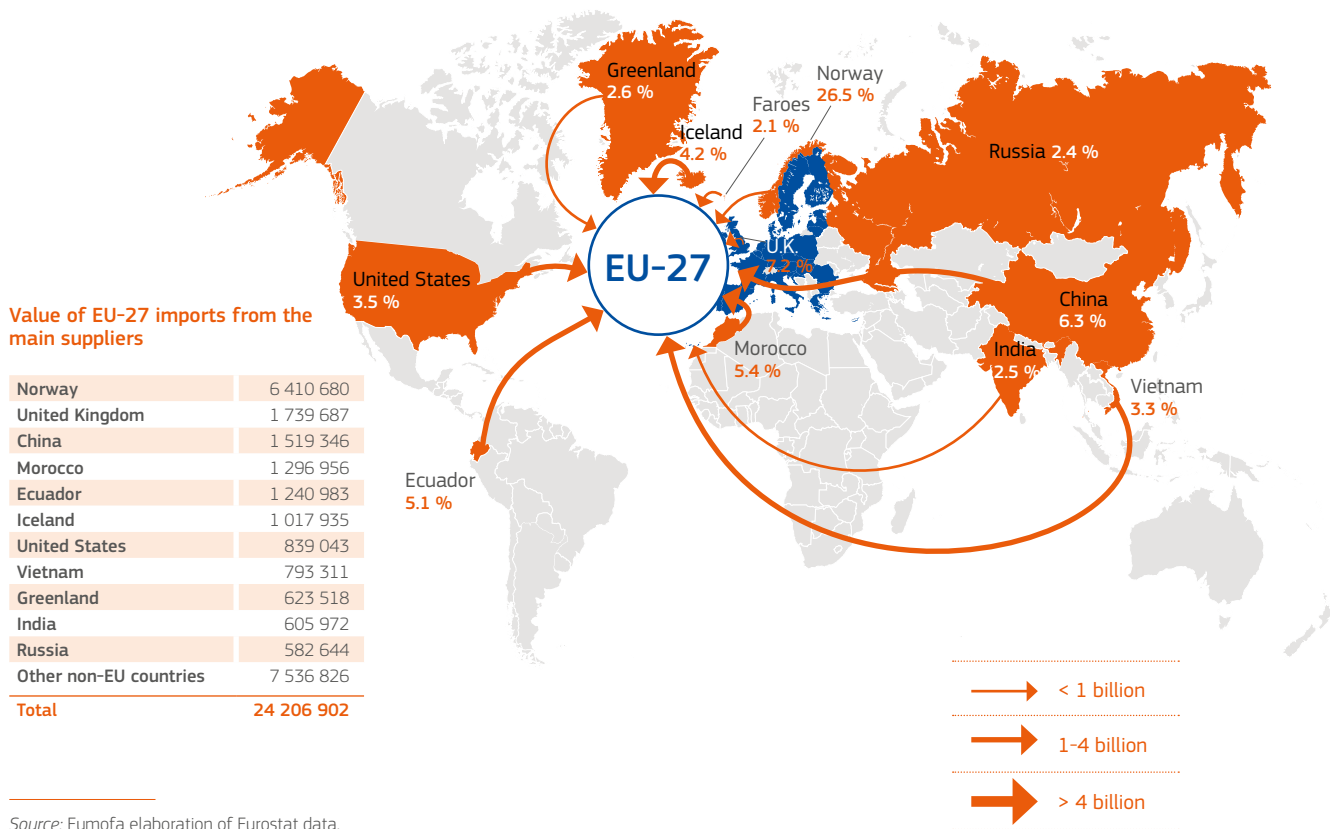 Greenland
2.6 %
Iceland
4.2 %
Faroes
2.1 %
Norway
26.5 %
Russia 2.4 %
EU-27
U.K.
7.2 %
United States
3.5 %
China
6.3 %
India
2.5 %
Morocco
5.4 %
Vietnam
3.3 %
Ecuador
5.1 %
Value of EU-27 imports from the
main suppliers
Norway 6 410 680
United Kingdom 1 739 687
China 1 519 346
Morocco 1 296 956
Ecuador 1 240 983
Iceland 1 017 935
United States 839 043
Vietnam 793 311
Greenland 623 518
India 605 972
Russia 582 644
Other non-EU countries 7 536 826
Total 24 206 902
< 1 billion
1-4 billion
> 4 billion
Source: Eumofa elaboration of Eurostat data.